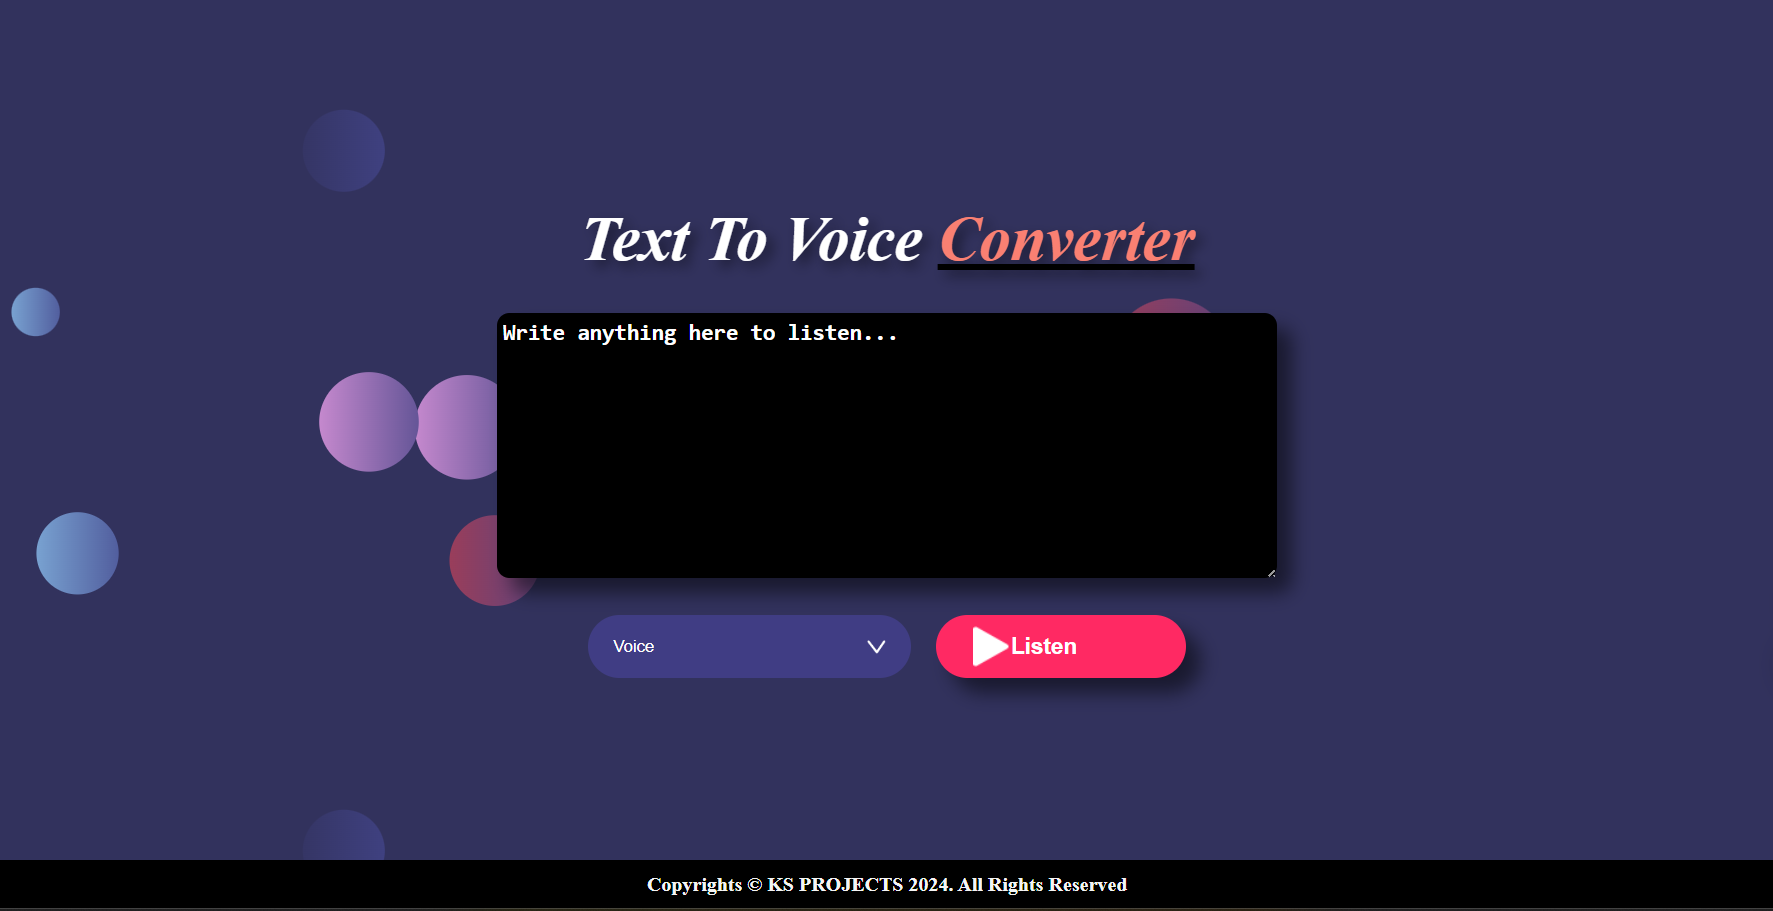 Text To Voice Converter
Write anything here to listen...
Voice
Listen
Copyrights © KS PROJECTS 2024. All Rights Reserved